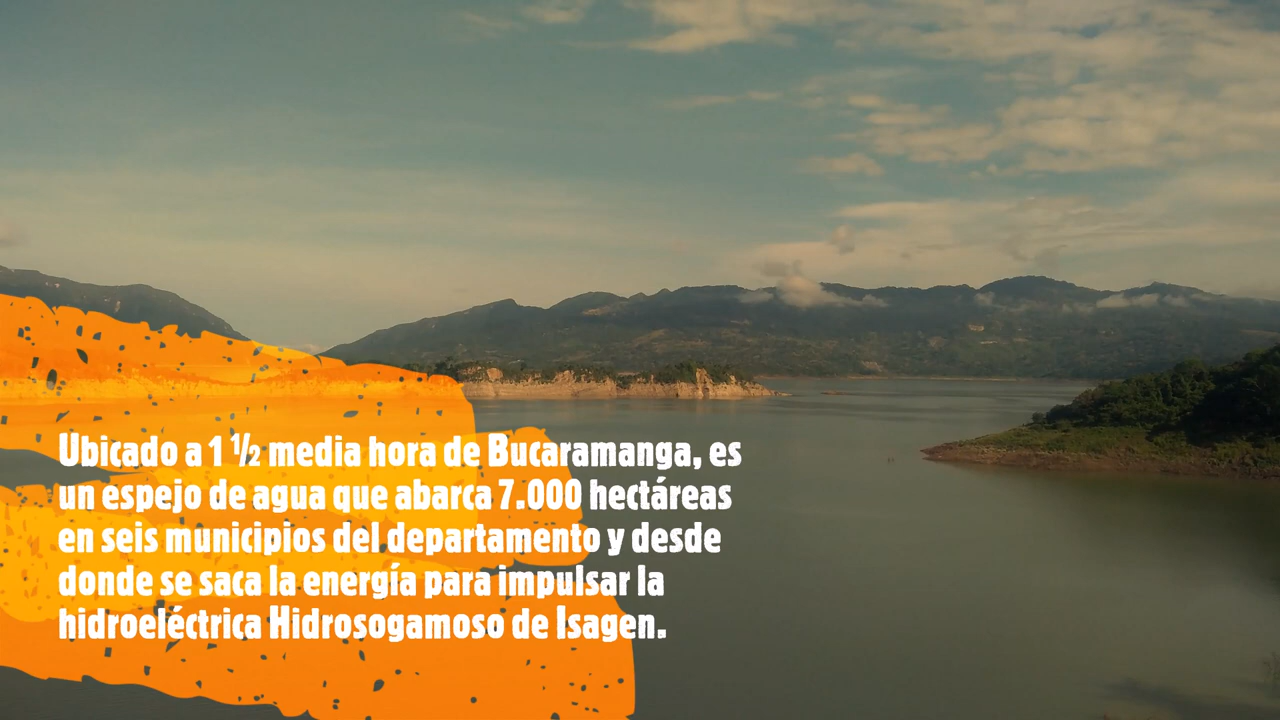 Ubicado a 1 ½ media hora de Bucaramanga, es
un espejo de agua que abarca 7.000 hectáreas
en seis municipios del departamento y desde
donde se saca la energía para impulsar la
hidroeléctrica Hidrosogamoso de Isagen.